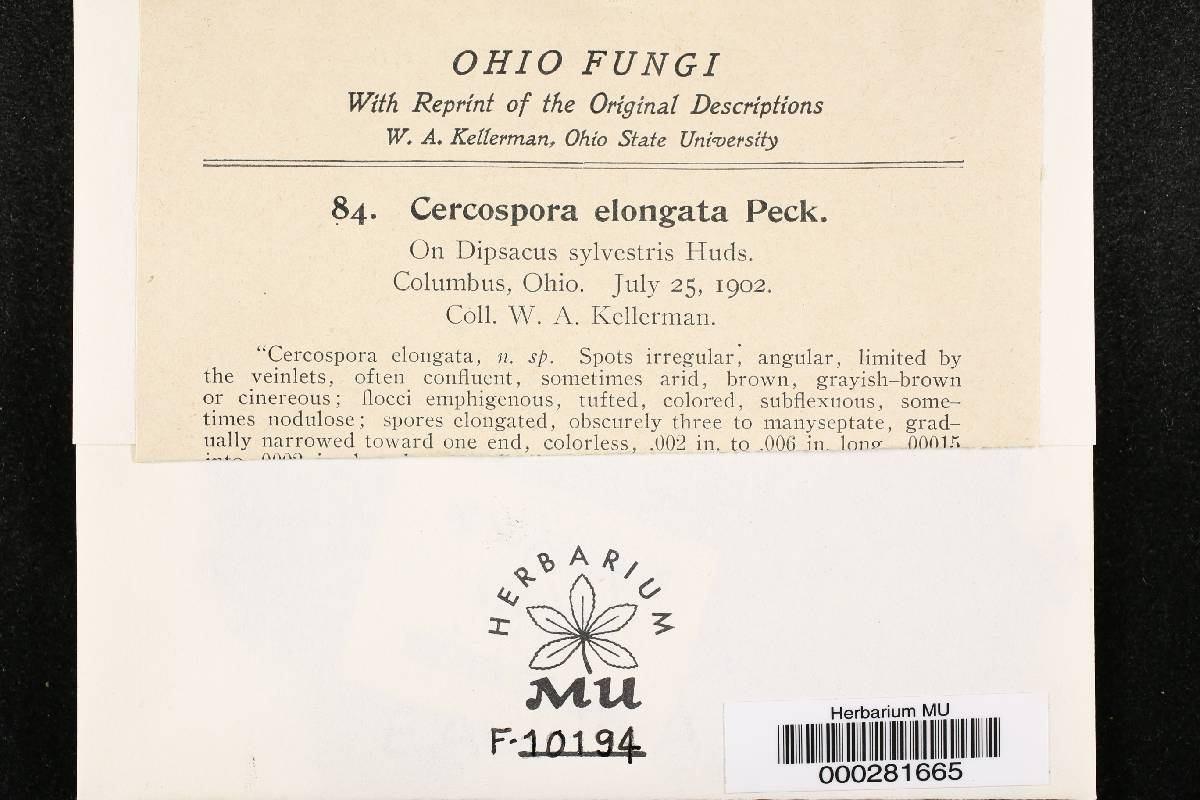 OHIO FUNGI
With Reprint of the Original Descriptions
W. A. Kellerman, Ohio State University
84. Cercospora elongata Peck.
On Dipsacus sylvestris Huds.
Columbus, Ohio. July 25, 1902.
Coll. W. A. Kellerman.
"Cercospora elongata, n. sp. Spots irregular, angular, limited by
the veinlets, often confluent, sometimes arid, brown, grayish-brown
or cinereous; flocci emphigenous, tufted, colored, subflexuous, some-
times nodulose; spores elongated, obscurely three to manyseptate, grad-
ually narrowed toward one end, colorless, .002 in. to .006 in. long, .00015
HERBARIUM
MU
F-10194
Herbarium MU
000281665